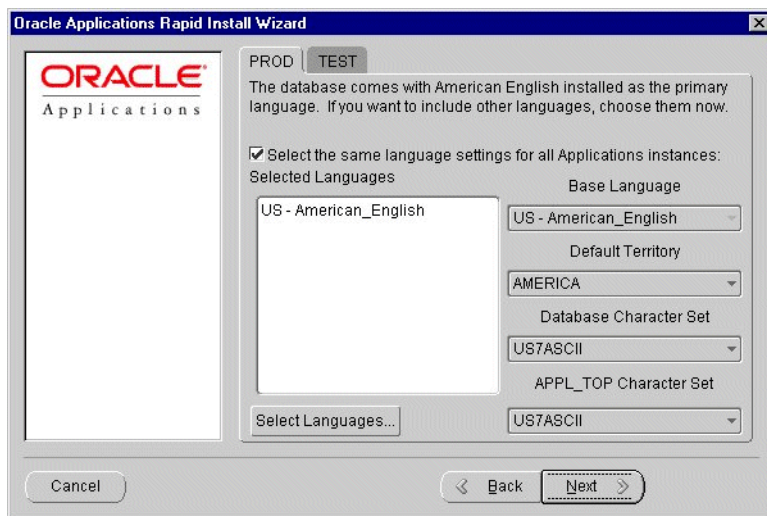 Oracle Applications Rapid Install Wizard
ORACLE
Applications
PROD
TEST
The database comes with American English installed as the primary
language. If you want to include other languages, choose them now.
Select the same language settings for all Applications instances:
Selected Languages
US - American_English
Base Language
US - American_English
Default Territory
AMERICA
Database Character Set
US7ASCII
APPL_TOP Character Set
US7ASCII
Select Languages...
Cancel
Back
Next